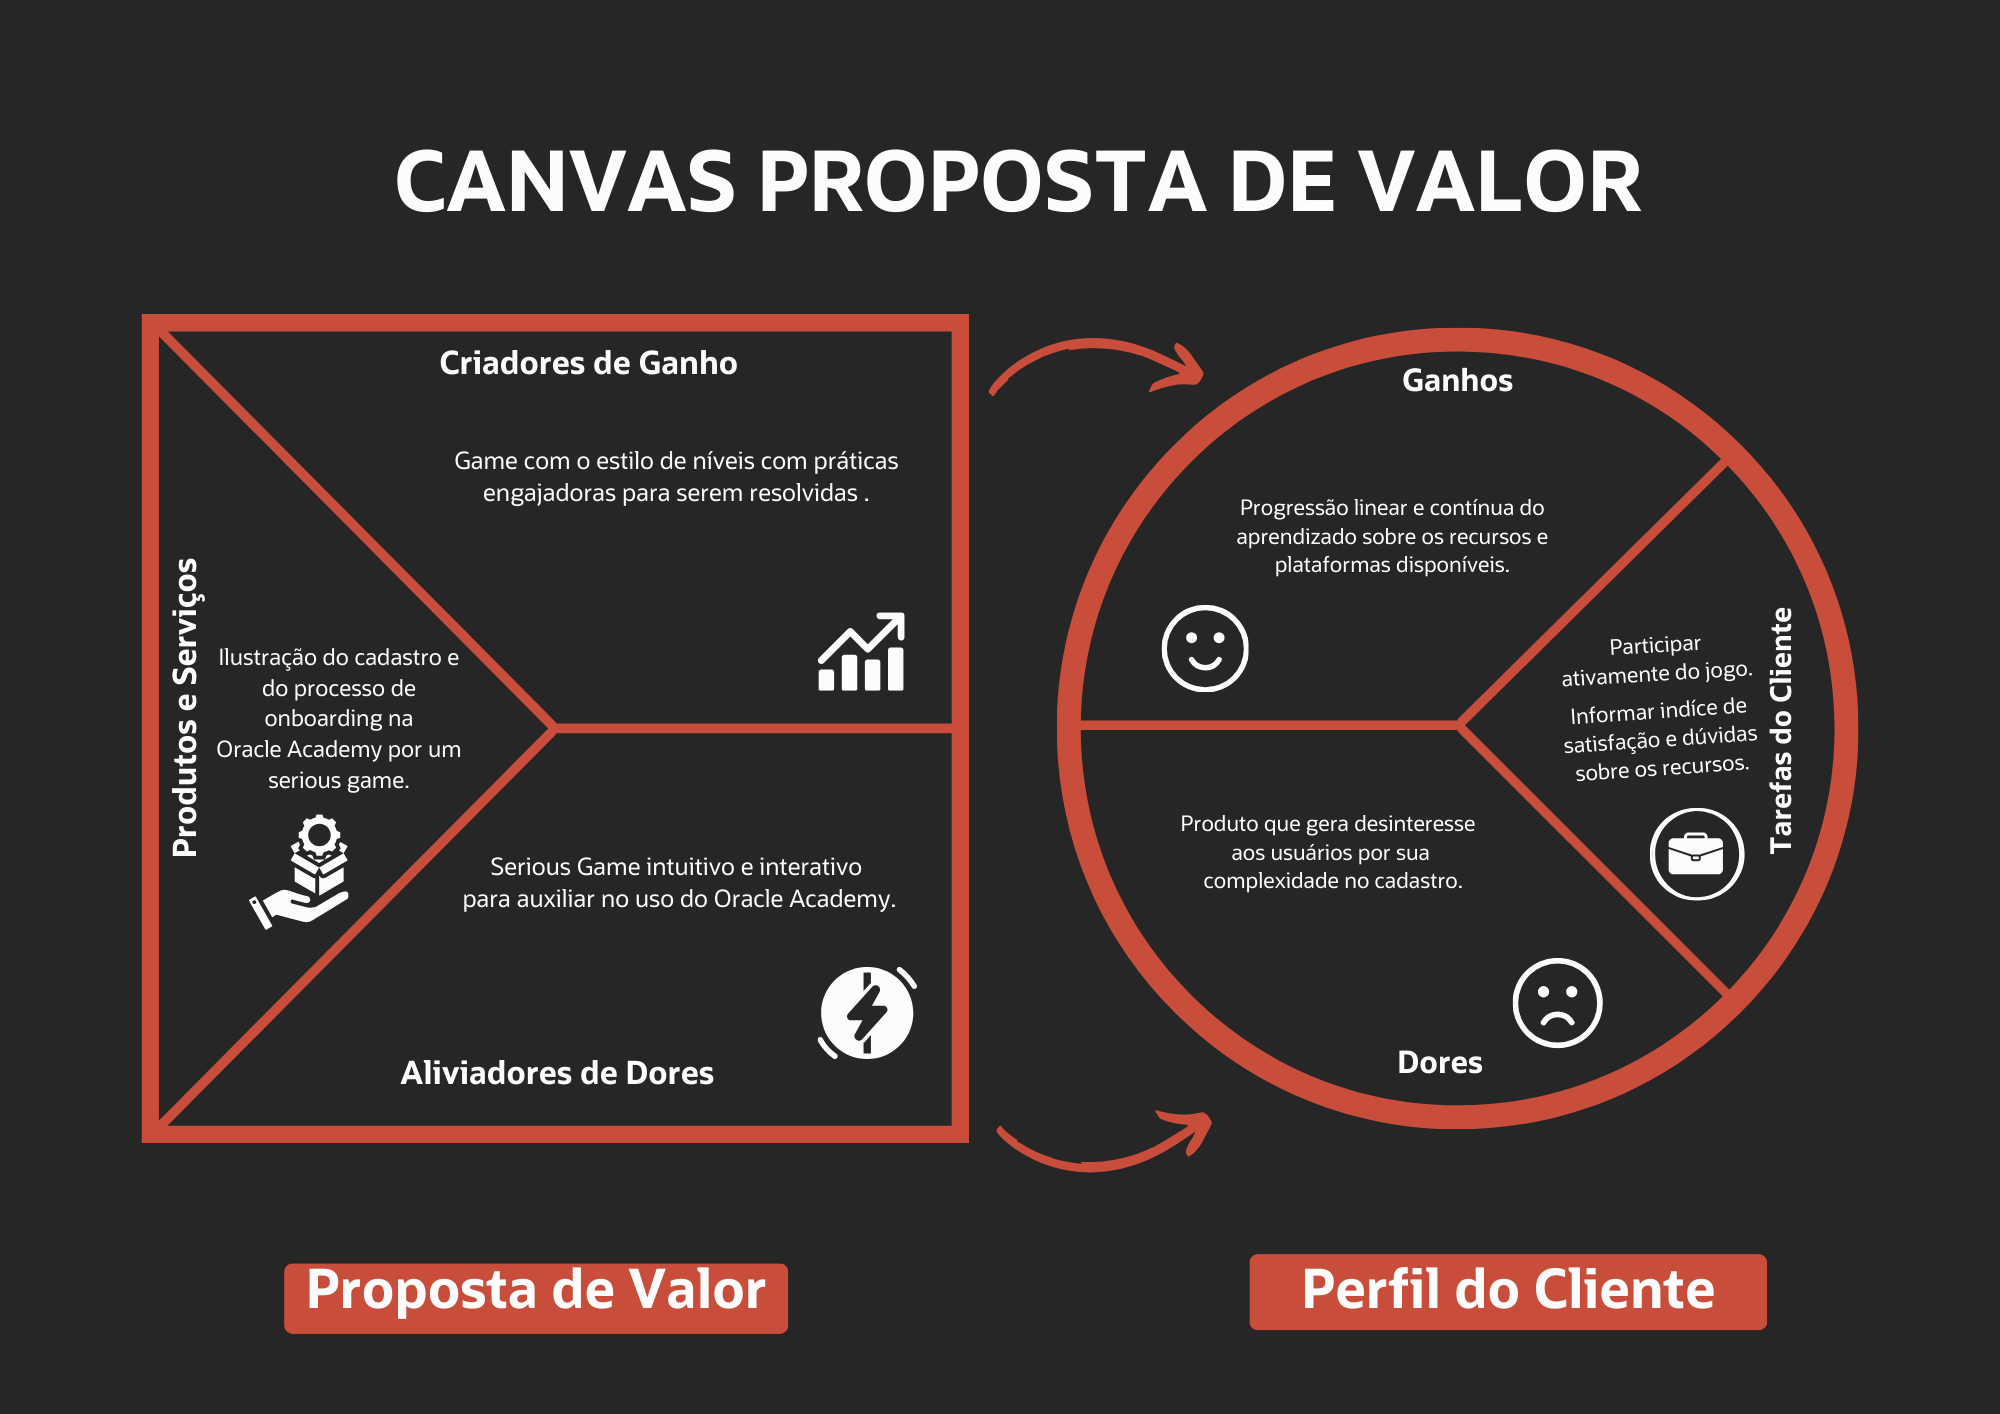 CANVAS PROPOSTA DE VALOR
Criadores de Ganho
Game com o estilo de níveis com práticas
engajadoras para serem resolvidas .
Produtos e Serviços
Ilustração do cadastro e
do processo de
onboarding na
Oracle Academy por um
serious game.
Serious Game intuitivo e interativo
para auxiliar no uso do Oracle Academy.
Aliviadores de Dores
Ganhos
Progressão linear e contínua do
aprendizado sobre os recursos e
plataformas disponíveis.
Participar
ativamente do jogo.
Informar indíce de
satisfação e dúvidas
sobre os recursos.
Tarefas do Cliente
Produto que gera desinteresse
aos usuários por sua
complexidade no cadastro.
Dores
Proposta de Valor
Perfil do Cliente